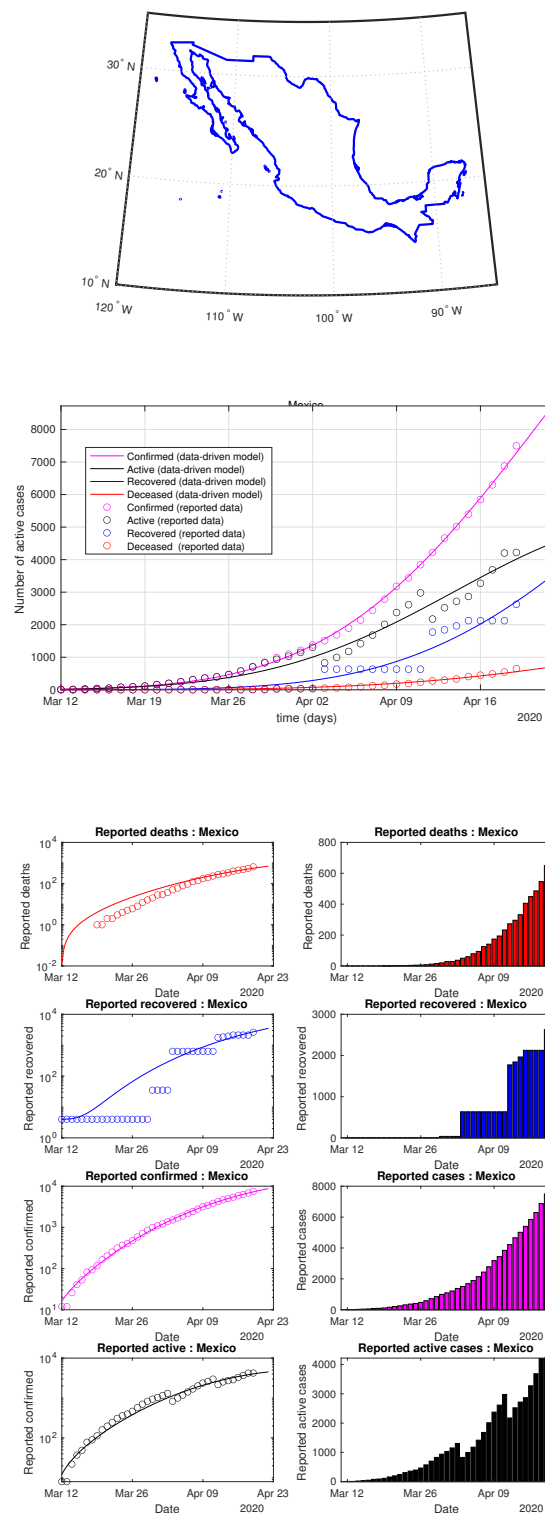 30° N
20° N
10° N
120° W
110° W
100° W
90° W
Mexico
Number of active cases
8000
7000
6000
5000
4000
3000
2000
1000
0
Confirmed (data-driven model)
Active (data-driven model)
Recovered (data-driven model)
Deceased (data-driven model)
Confirmed (reported data)
Active (reported data)
Recovered (reported data)
Deceased (reported data)
Mar 12 Mar 19 Mar 26 Apr 02 Apr 09 Apr 16
time (days) 2020
Reported deaths : Mexico
Reported deaths
10^4
10^2
10^0
10^-2
Mar 12 Mar 26 Apr 09 Apr 23
Date 2020
Reported deaths : Mexico
Reported deaths
800
600
400
200
0
Mar 12 Mar 26 Apr 09
Date 2020
Reported recovered : Mexico
Reported recovered
10^4
10^2
10^0
Mar 12 Mar 26 Apr 09 Apr 23
Date 2020
Reported recovered : Mexico
Reported recovered
3000
2000
1000
0
Mar 12 Mar 26 Apr 09
Date 2020
Reported confirmed : Mexico
Reported confirmed
10^4
10^3
10^2
10^1
Mar 12 Mar 26 Apr 09 Apr 23
Date 2020
Reported cases : Mexico
Reported cases
8000
6000
4000
2000
0
Mar 12 Mar 26 Apr 09
Date 2020
Reported active : Mexico
Reported confirmed
10^4
10^2
Mar 12 Mar 26 Apr 09 Apr 23
Date 2020
Reported active cases : Mexico
Reported active cases
4000
3000
2000
1000
0
Mar 12 Mar 26 Apr 09
Date 2020